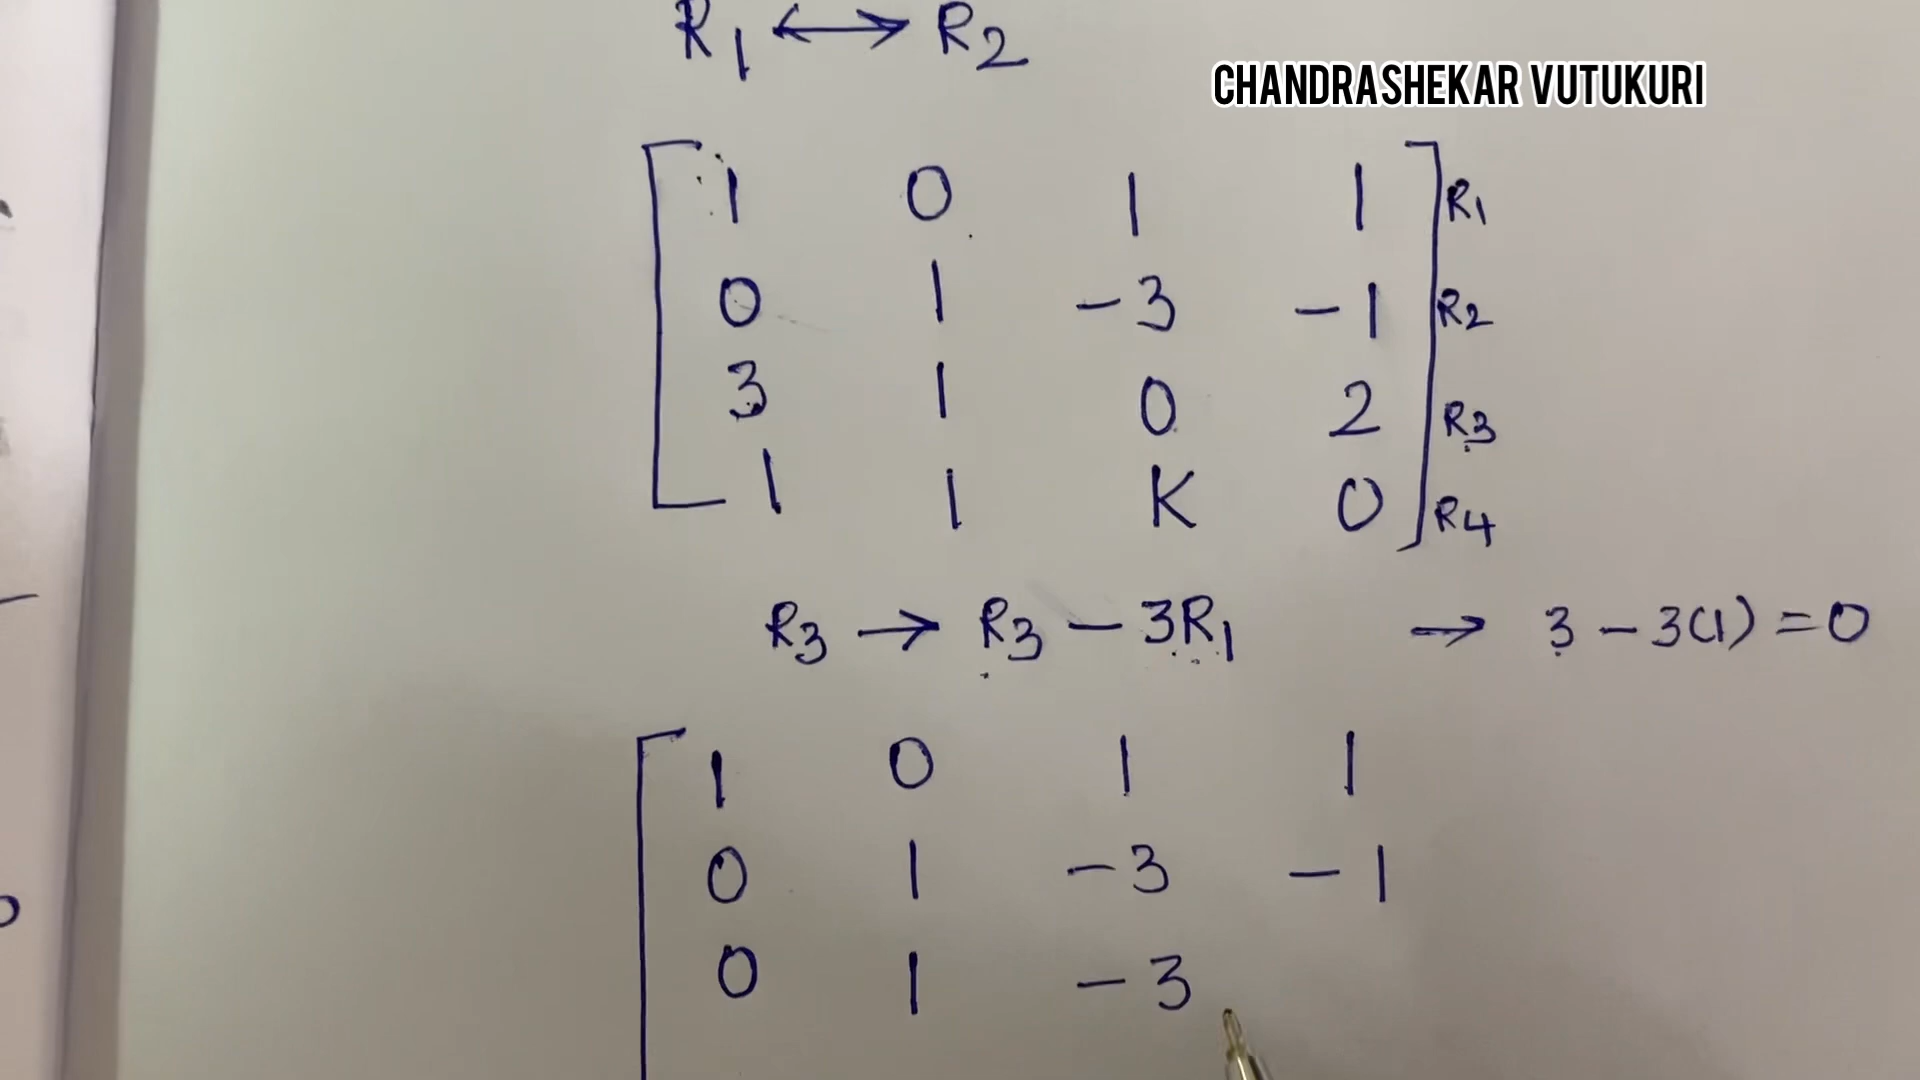 R1 ↔ R2
CHANDRASHEKAR VUTUKURI
1 0 1 1 R1
0 1 -3 -1 R2
3 1 0 2 R3
1 1 K 0 R4
R3 → R3 - 3R1 → 3 - 3(1) = 0
1 0 1 1
0 1 -3 -1
0 1 -3